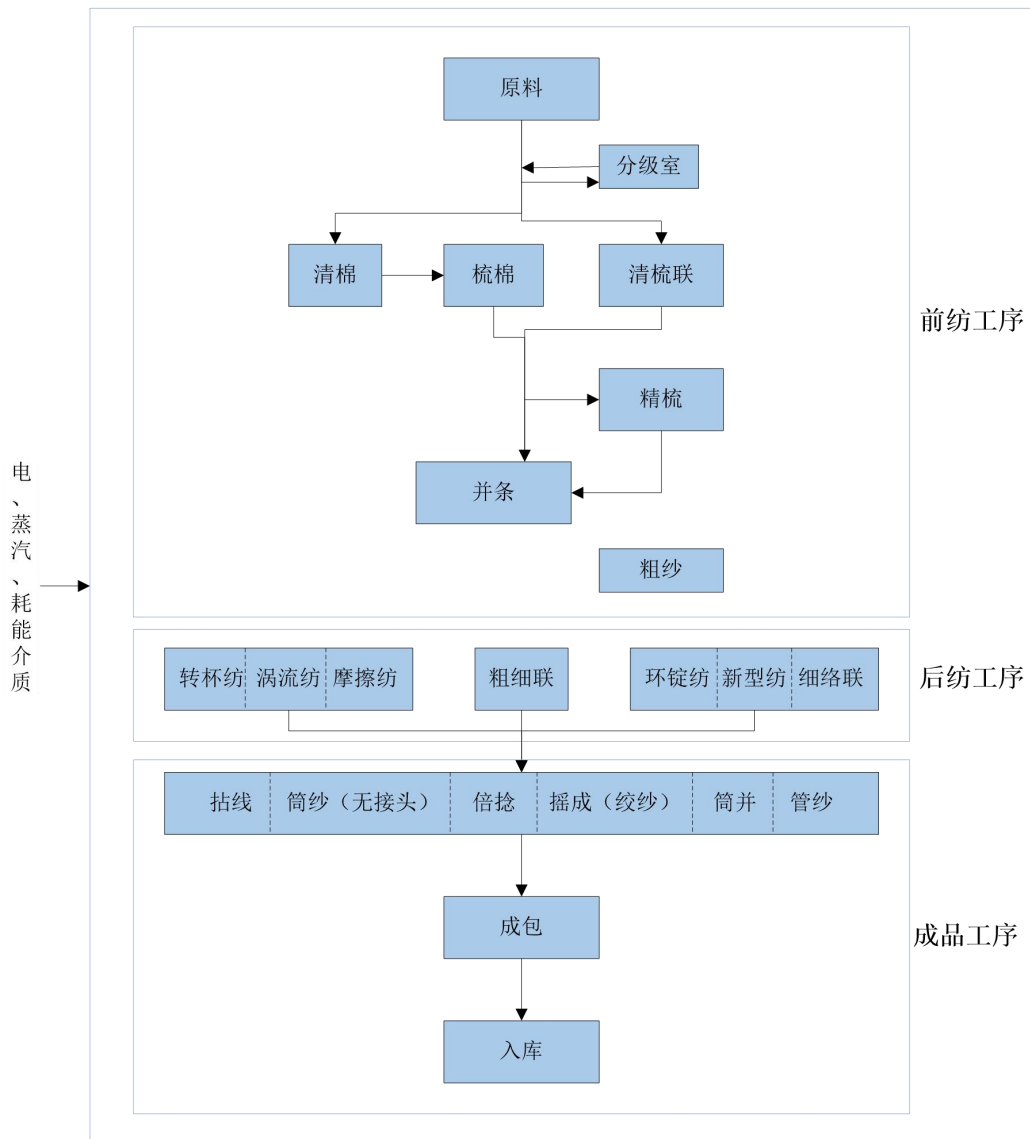 原料
分级室
清棉
梳棉
清梳联
前纺工序
精梳
并条
粗纱
电
、
蒸
汽
、
耗
能
介
质
转杯纺
涡流纺
摩擦纺
粗细联
环锭纺
新型纺
细络联
后纺工序
拈线
筒纱（无接头）
倍捻
摇成（绞纱）
筒并
管纱
成包
成品工序
入库